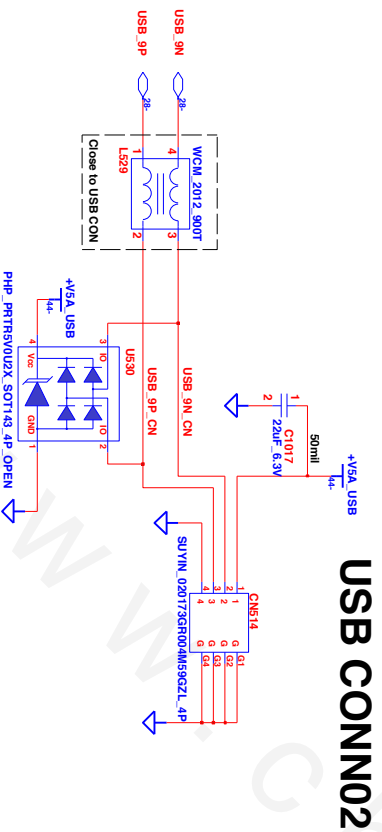 USB CONN02
+V5A_USB
44-
50mil
1
2
C1017
22uF_6.3V
USB_9N
USB_9P
28-
28-
WCM_2012_900T
4
3
1
2
L529
Close to USB CON
USB_9N_CN
USB_9P_CN
CN514
1
2
3
4
1
2
3
4
G
G
G
G
G1
G2
G3
G4
SUYIN_020173GR004M59GZL_4P
U530
3
IO
IO
2
4
Vcc
GND
1
+V5A_USB
44-
PHP_PRTR5V0U2X_SOT143_4P_OPEN
W W . C